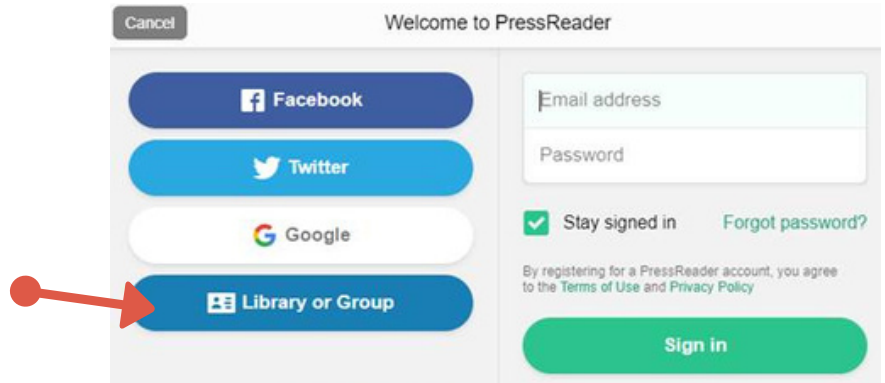 Cancel
Welcome to PressReader
Facebook
Twitter
Google
Library or Group
Email address
Password
Stay signed in
Forgot password?
By registering for a PressReader account, you agree
to the Terms of Use and Privacy Policy
Sign in